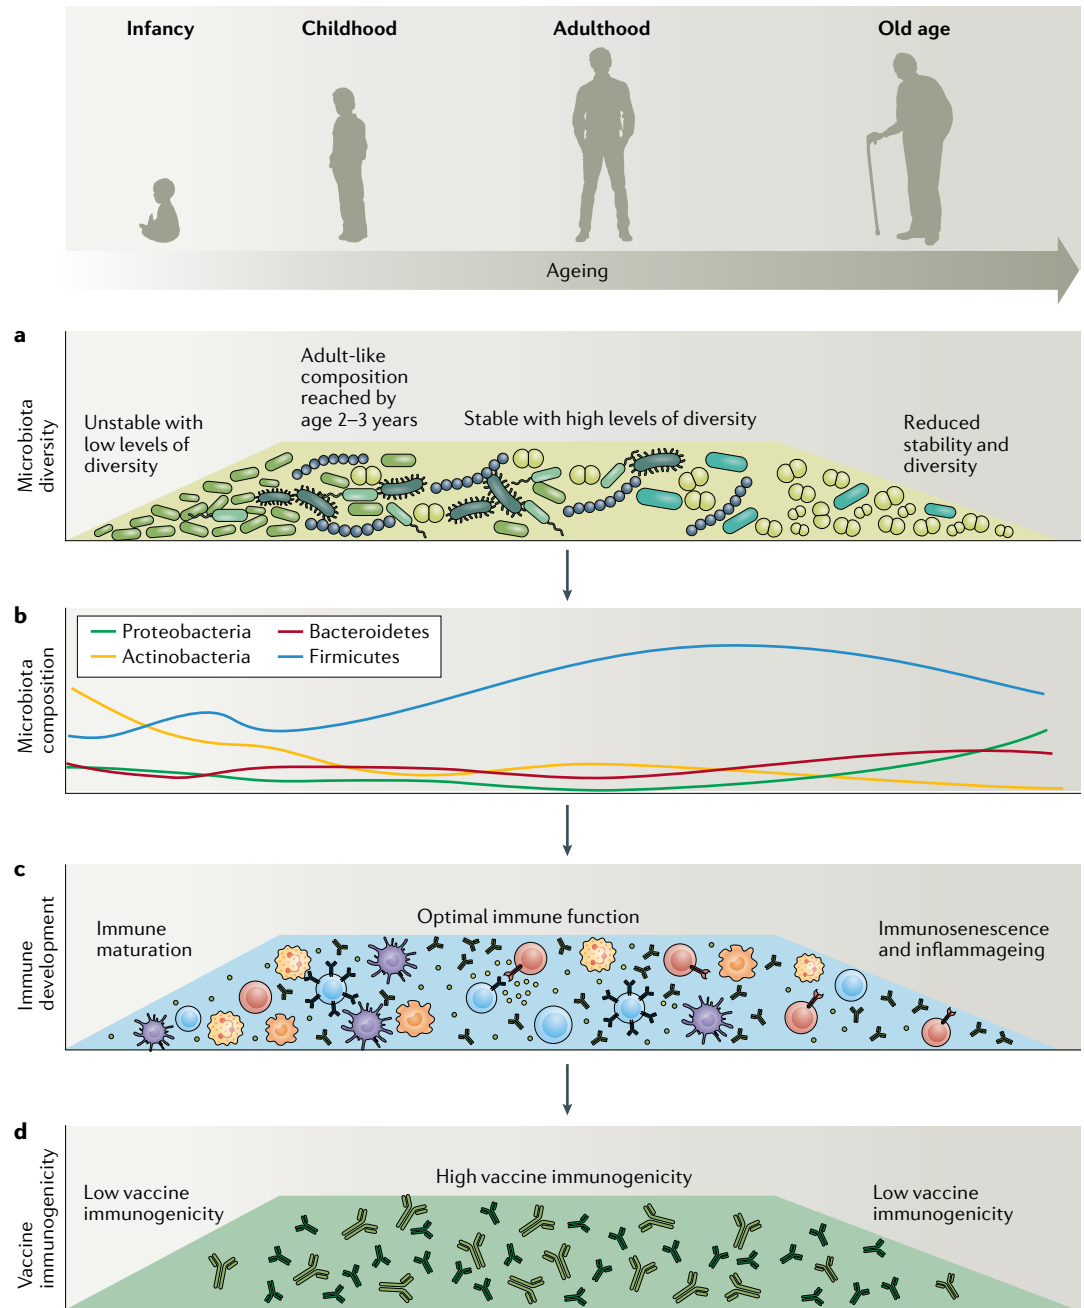 Infancy
Childhood
Adulthood
Old age
Ageing
a
Microbiota
diversity
Unstable with
low levels of
diversity
Adult-like
composition
reached by
age 2–3 years
Stable with high levels of diversity
Reduced
stability and
diversity
b
Microbiota
composition
Proteobacteria
Bacteroidetes
Actinobacteria
Firmicutes
c
Immune
development
Immune
maturation
Optimal immune function
Immunosenescence
and inflammageing
d
Vaccine
immunogenicity
Low vaccine
immunogenicity
High vaccine immunogenicity
Low vaccine
immunogenicity